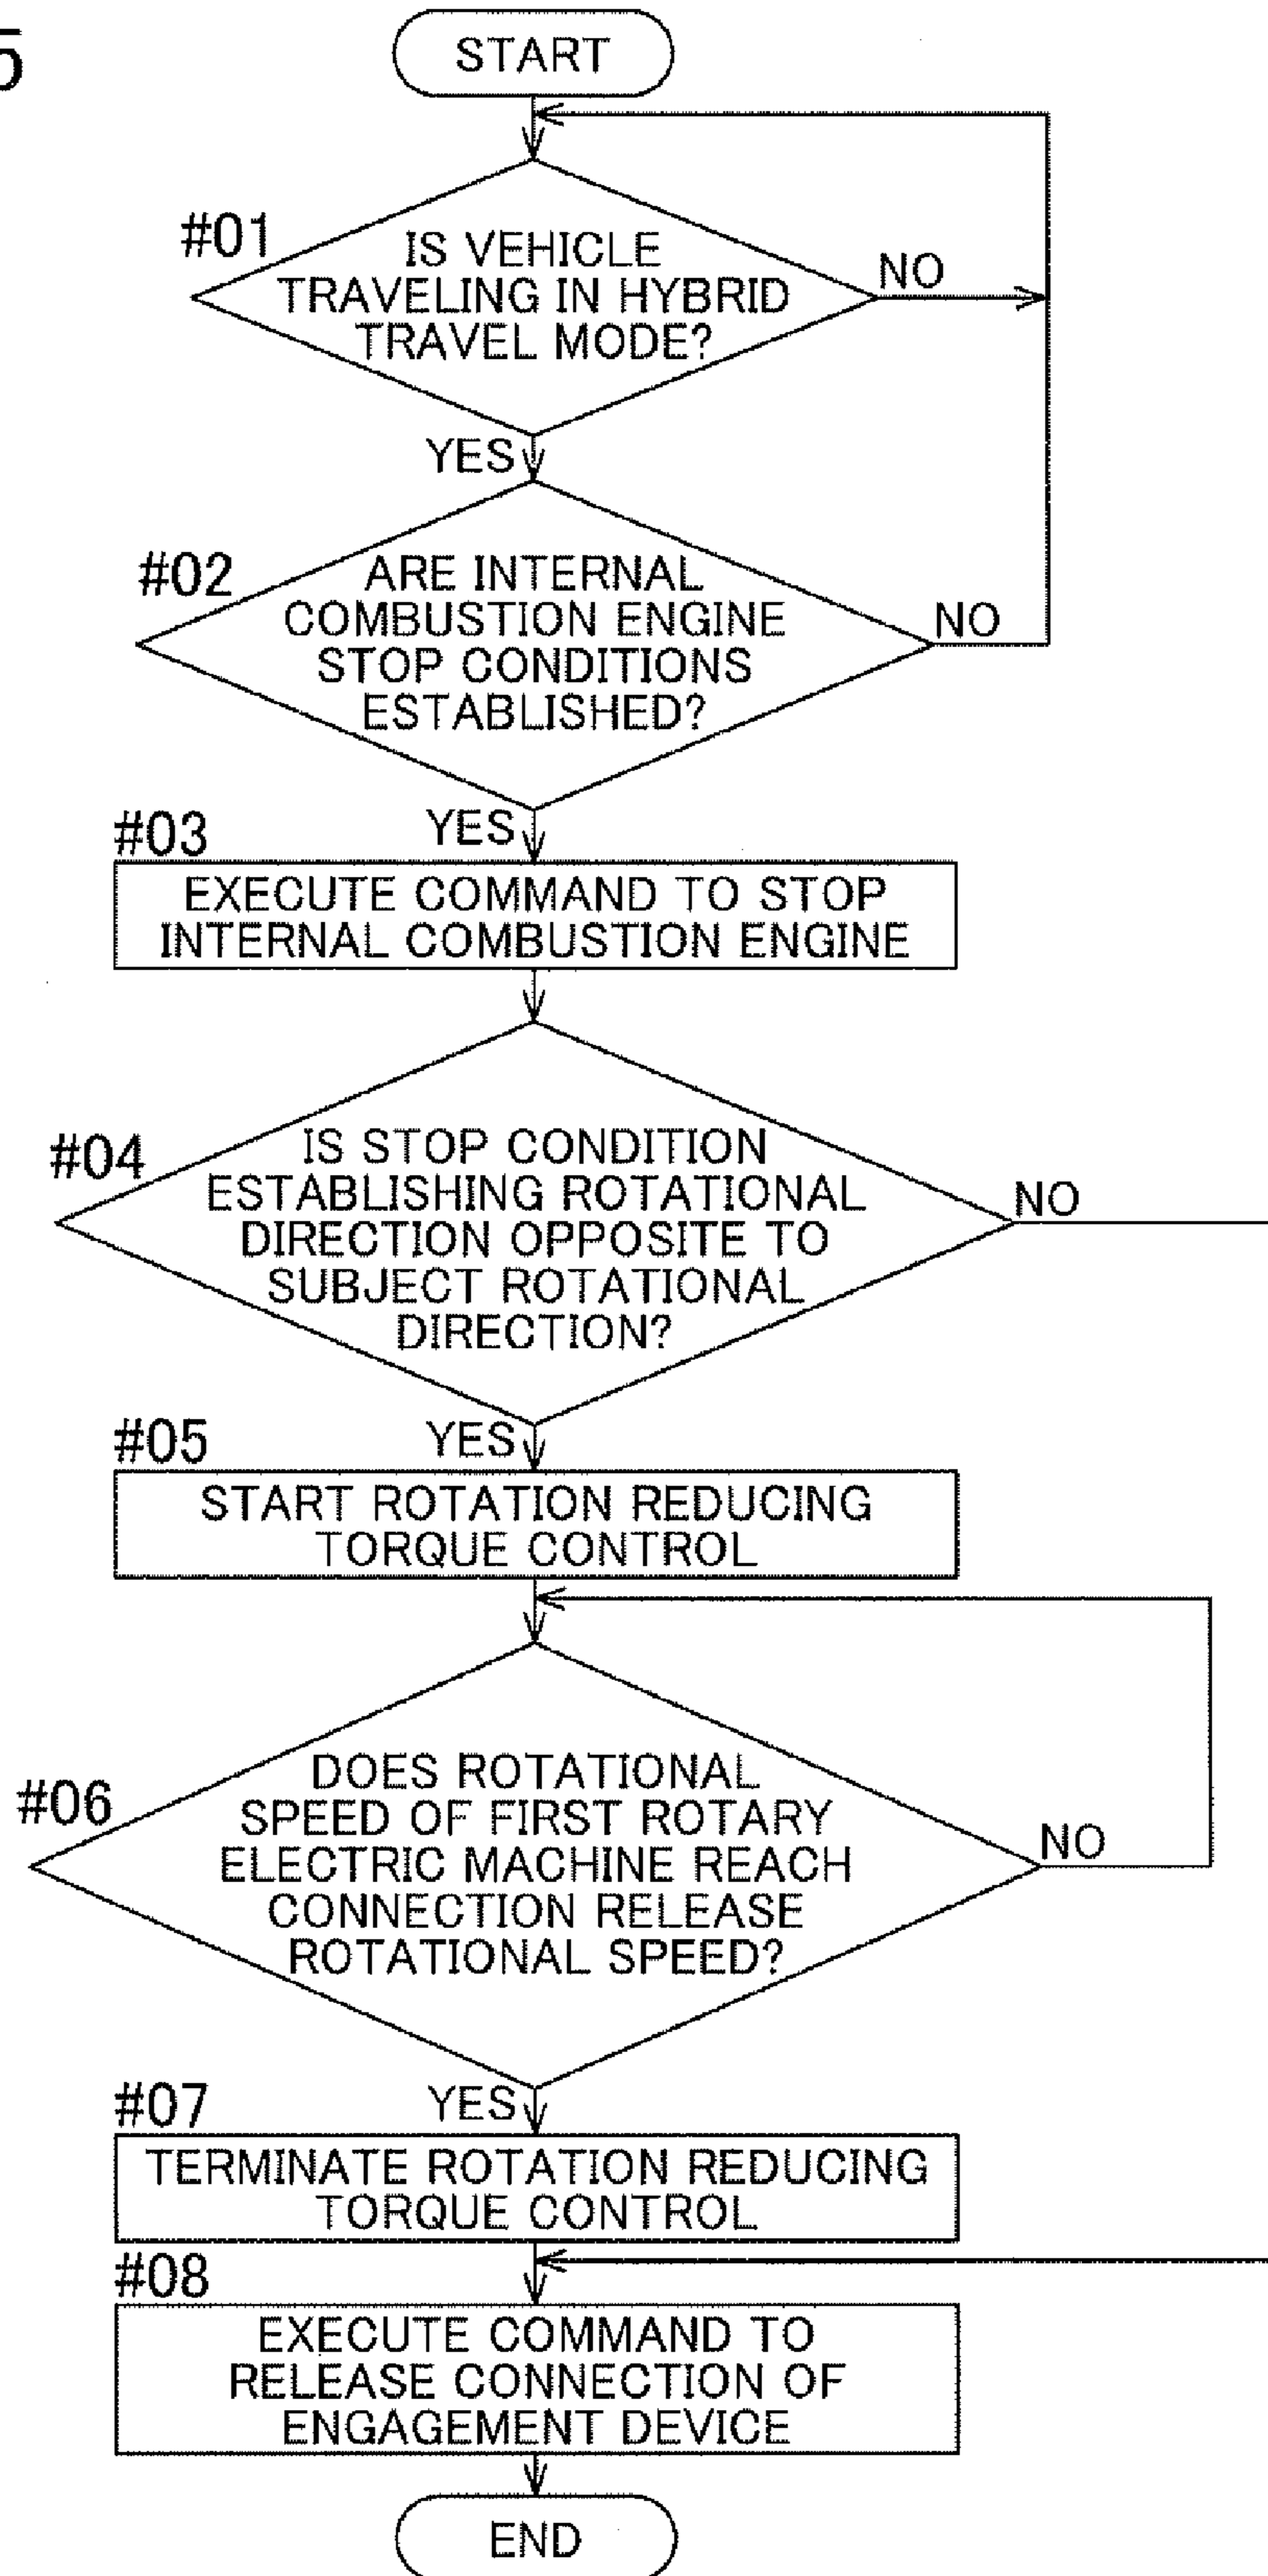 5
START
#01
IS VEHICLE
TRAVELING IN HYBRID
TRAVEL MODE?
NO
YES
#02
ARE INTERNAL
COMBUSTION ENGINE
STOP CONDITIONS
ESTABLISHED?
NO
YES
#03
EXECUTE COMMAND TO STOP
INTERNAL COMBUSTION ENGINE
#04
IS STOP CONDITION
ESTABLISHING ROTATIONAL
DIRECTION OPPOSITE TO
SUBJECT ROTATIONAL
DIRECTION?
NO
YES
#05
START ROTATION REDUCING
TORQUE CONTROL
#06
DOES ROTATIONAL
SPEED OF FIRST ROTARY
ELECTRIC MACHINE REACH
CONNECTION RELEASE
ROTATIONAL SPEED?
NO
YES
#07
TERMINATE ROTATION REDUCING
TORQUE CONTROL
#08
EXECUTE COMMAND TO
RELEASE CONNECTION OF
ENGAGEMENT DEVICE
END